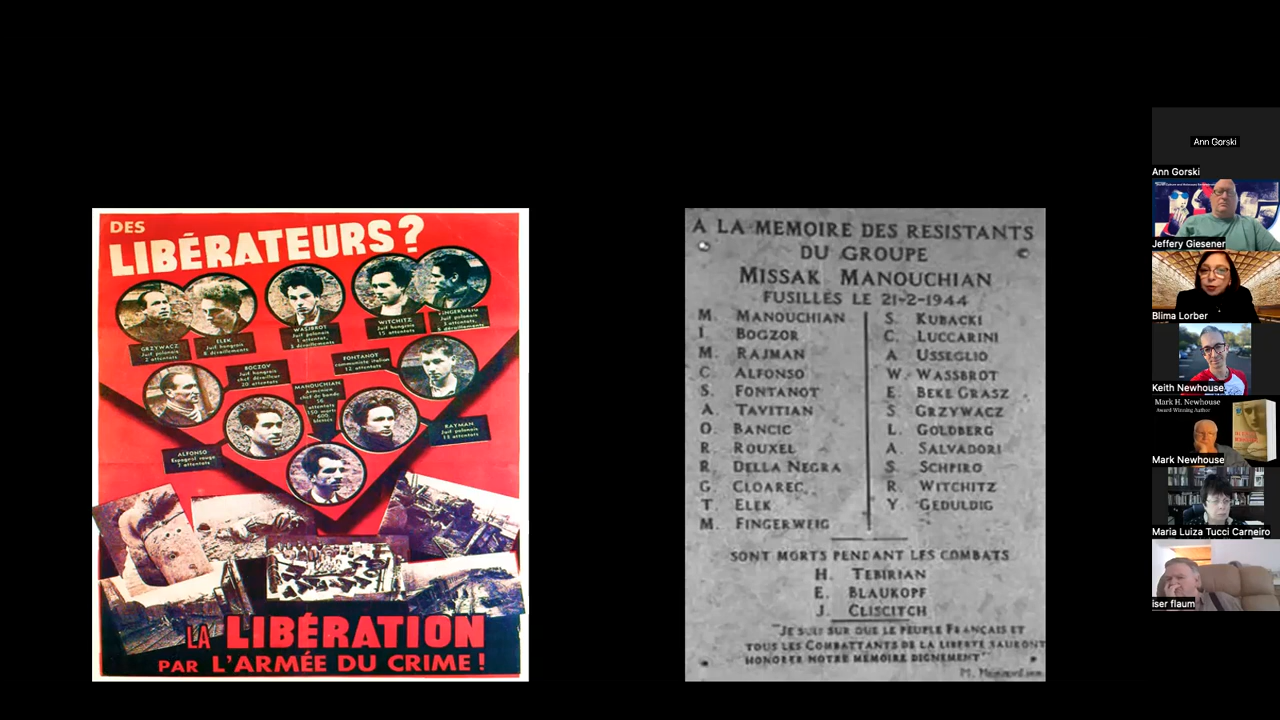 DES
LIBÉRATEURS?
GRZYWACZ
Juif polonais
2 attentats
ELEK
Juif hongrois
8 déraillements
WASJBROT
Juif polonais
1 attentat,
3 déraillements
WITCHITZ
Juif hongrois
15 attentats
FINGERWEIG
Juif polonais
3 attentats,
5 déraillements
BOCZOV
Juif hongrois
chef dérailleur
20 attentats
FONTANOT
communiste italien
12 attentats
MANOUCHIAN
Arménien
chef de bande
56 attentats
150 morts
600 blessés
RAYMAN
Juif polonais
13 attentats
ALFONSO
Espagnol rouge
7 attentats
LA LIBÉRATION
PAR L'ARMÉE DU CRIME!
A LA MEMOIRE DES RESISTANTS
DU GROUPE
MISSAK MANOUCHIAN
FUSILLES LE 21-2-1944
M. MANOUCHIAN
I. BOGZOR
M. RAJMAN
C. ALFONSO
S. FONTANOT
A. TAVITIAN
O. BANCIC
R. ROUXEL
R. DELLA NEGRA
G. CLOAREC
T. ELEK
M. FINGERWEIG
S. KUBACKI
C. LUCCARINI
A. USSEGLIO
W. WASSBROT
E. BEKE GRASZ
S. GRZYWACZ
L. GOLDBERG
A. SALVADORI
S. SCHPIRO
R. WITCHITZ
Y. GEDULDIG
SONT MORTS PENDANT LES COMBATS
H. TEBIRIAN
E. BLAUKOPF
J. CLISCITCH
"JE SUIS SUR QUE LE PEUPLE FRANÇAIS ET
TOUS LES COMBATTANTS DE LA LIBERTE SAURONT
HONORER NOTRE MEMOIRE DIGNEMENT"
Ann Gorski
Ann Gorski
Jeffery Giesener
Blima Lorber
Keith Newhouse
Mark H. Newhouse
Award Winning Author
Mark Newhouse
Maria Luiza Tucci Carneiro
iser flaum